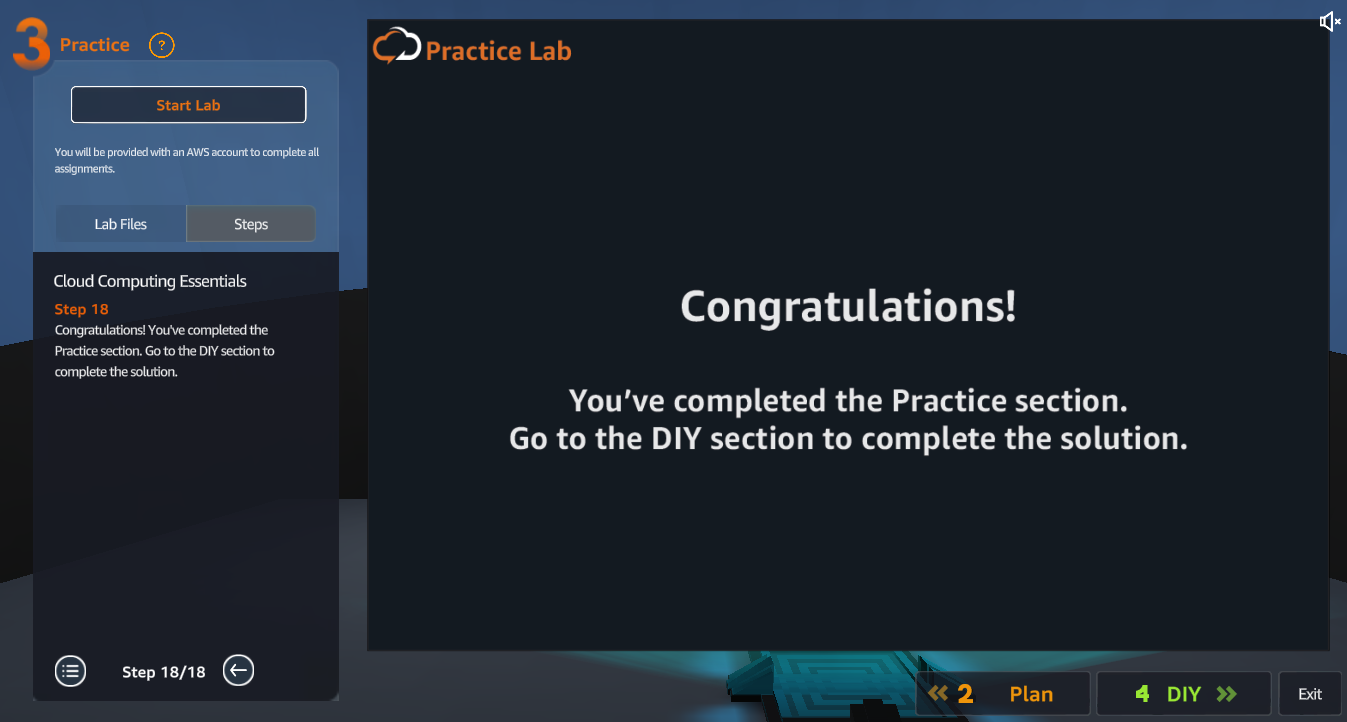 3 Practice ?
Start Lab
You will be provided with an AWS account to complete all
assignments.
Lab Files
Steps
Cloud Computing Essentials
Step 18
Congratulations! You've completed the
Practice section. Go to the DIY section to
complete the solution.
Step 18/18
Practice Lab
Congratulations!
You’ve completed the Practice section.
Go to the DIY section to complete the solution.
2 Plan
4 DIY
Exit